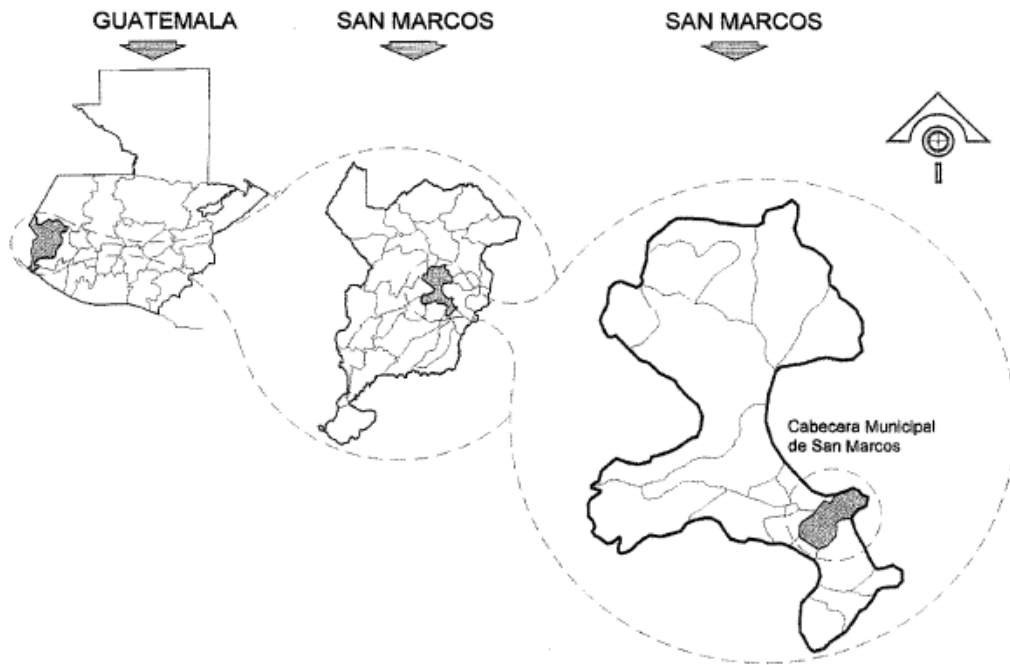 GUATEMALA
SAN MARCOS
SAN MARCOS
Cabecera Municipal
de San Marcos